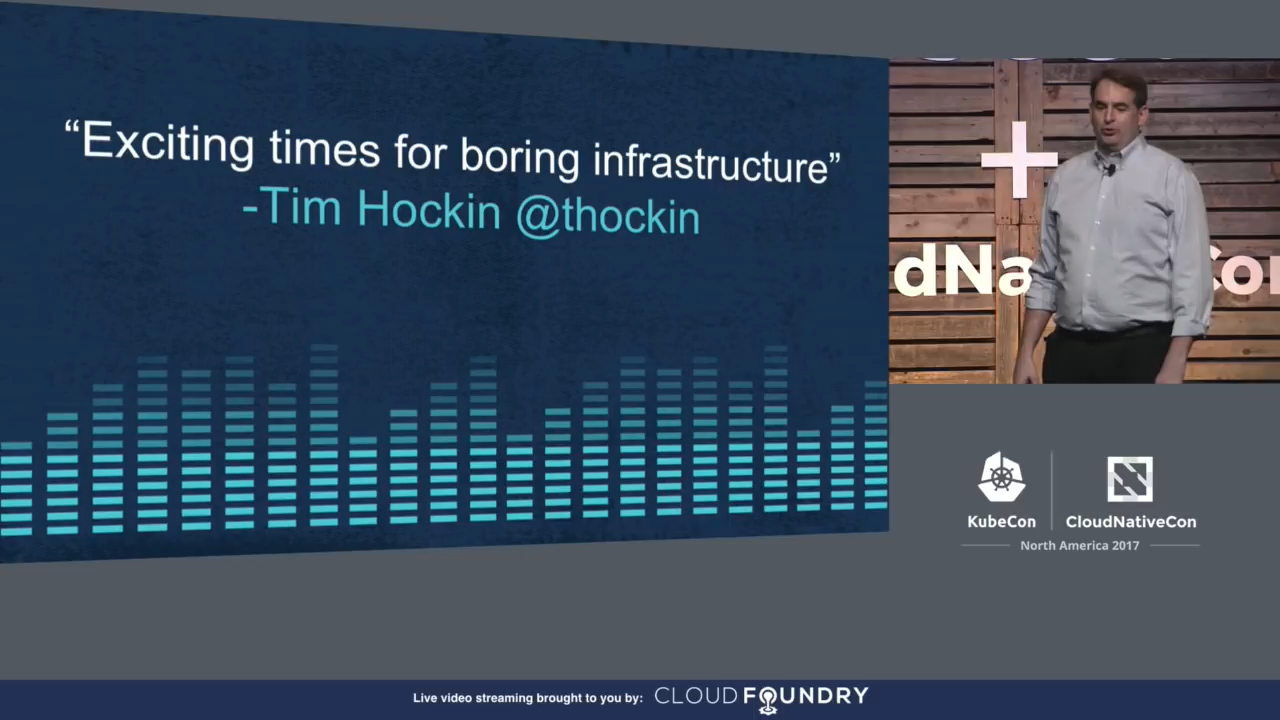 “Exciting times for boring infrastructure”
-Tim Hockin @thockin
+
dNa
Con
KubeCon
CloudNativeCon
North America 2017
Live video streaming brought to you by: CLOUD FOUNDRY